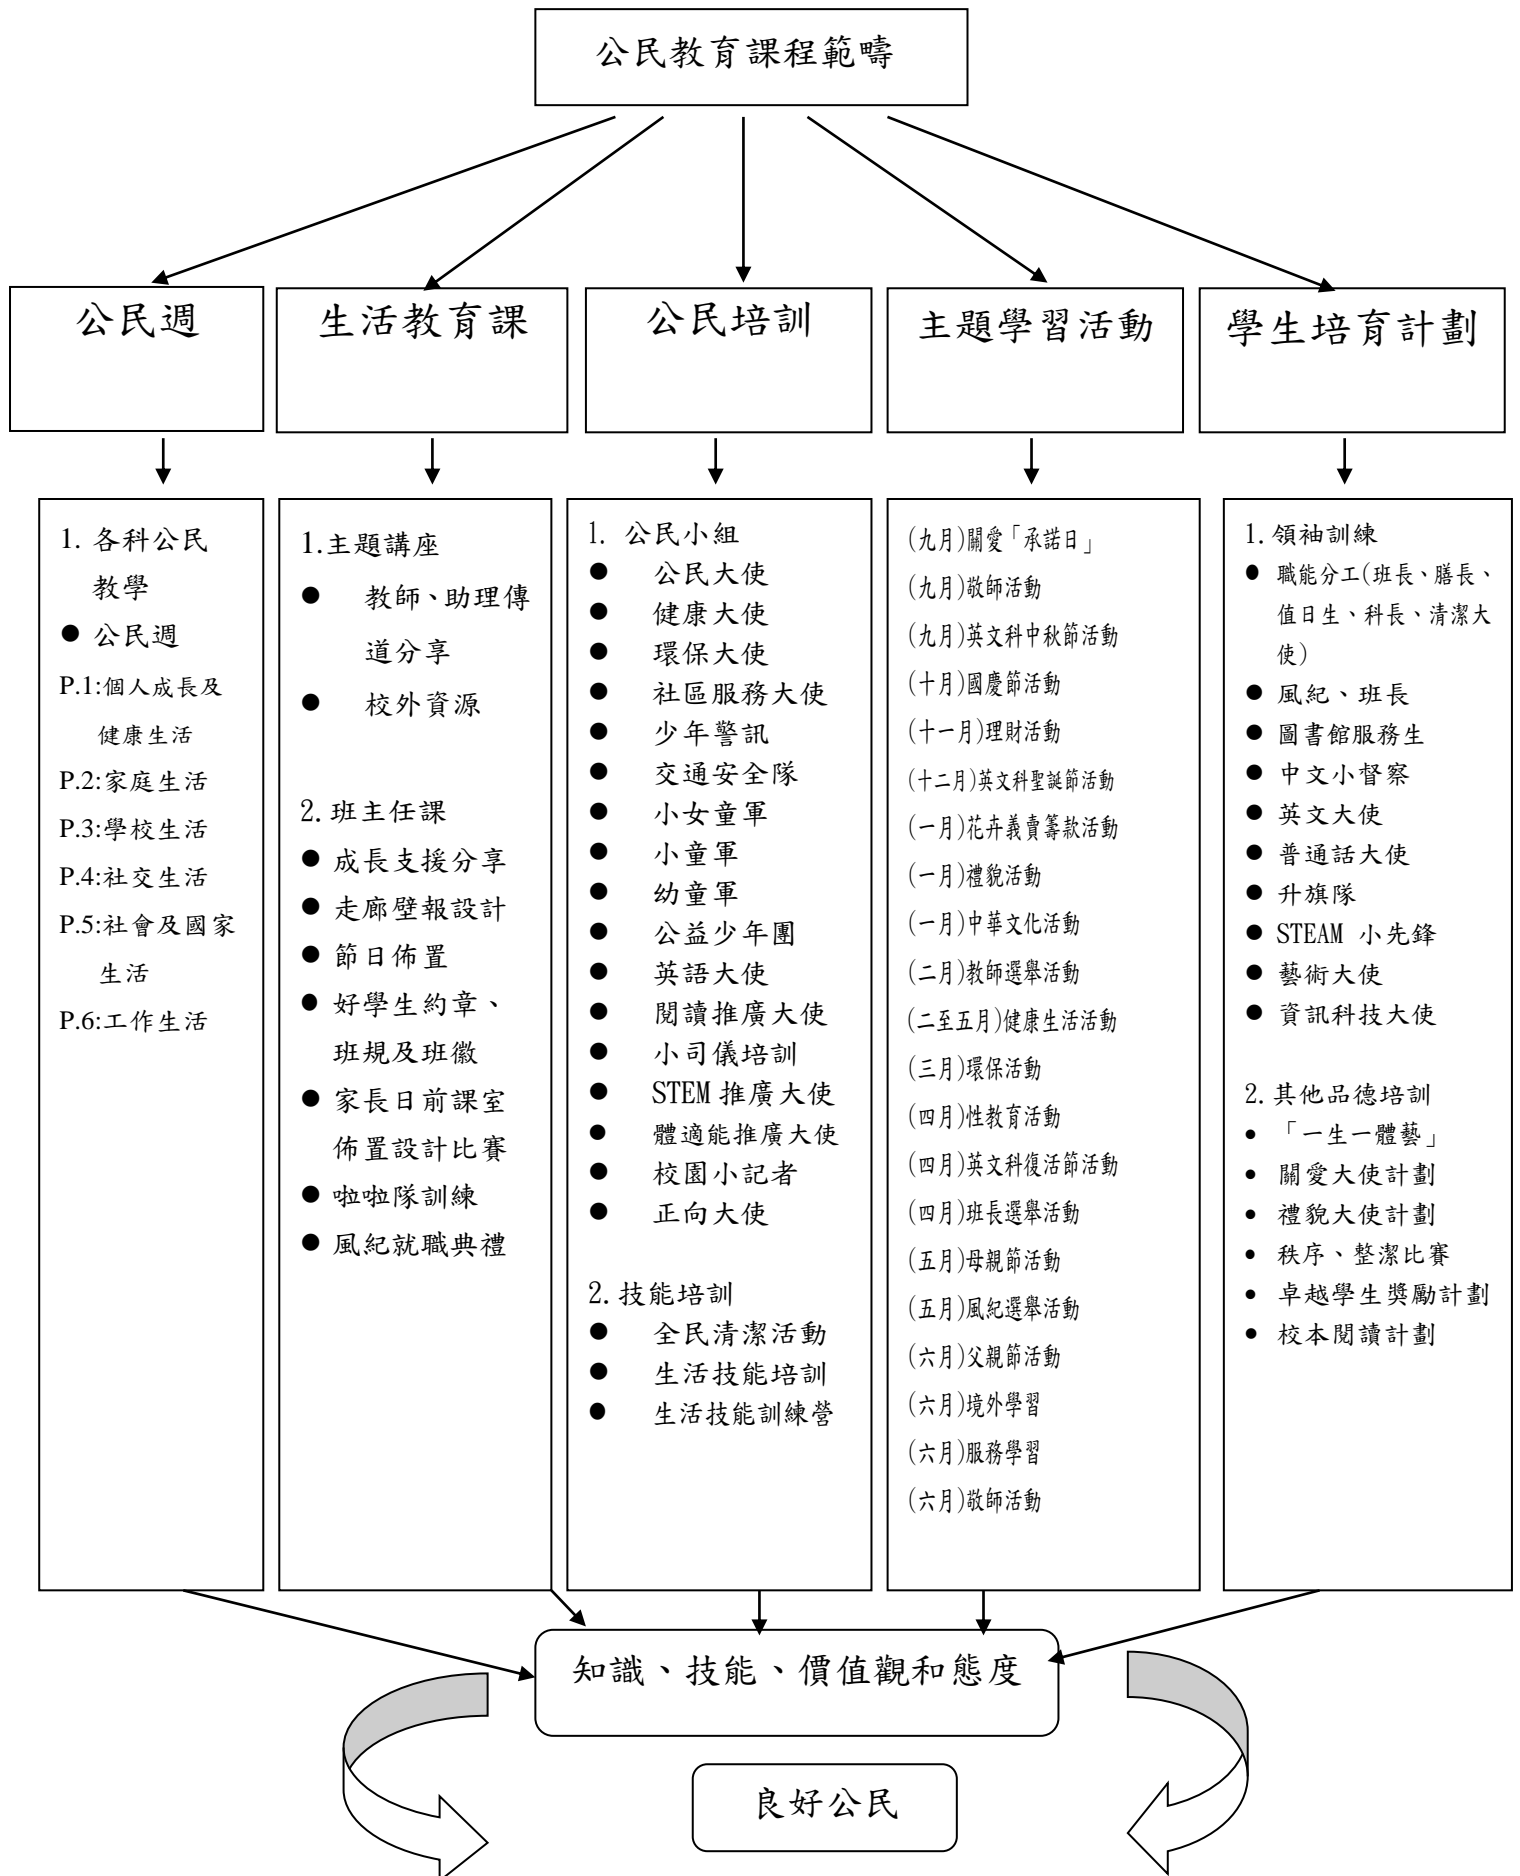 公民教育課程範疇
公民週
生活教育課
公民培訓
主題學習活動
學生培育計劃
1. 各科公民
教學
● 公民週
P.1:個人成長及
健康生活
P.2:家庭生活
P.3:學校生活
P.4:社交生活
P.5:社會及國家
生活
P.6:工作生活
1.主題講座
● 教師、助理傳
道分享
● 校外資源
2.班主任課
● 成長支援分享
● 走廊壁報設計
● 節日佈置
● 好學生約章、
班規及班徽
● 家長日前課室
佈置設計比賽
● 啦啦隊訓練
● 風紀就職典禮
1. 公民小組
● 公民大使
● 健康大使
● 環保大使
● 社區服務大使
● 少年警訊
● 交通安全隊
● 小女童軍
● 小童軍
● 幼童軍
● 公益少年團
● 英語大使
● 閱讀推廣大使
● 小司儀培訓
● STEM 推廣大使
● 體適能推廣大使
● 校園小記者
● 正向大使
2.技能培訓
● 全民清潔活動
● 生活技能培訓
● 生活技能訓練營
(九月)關愛「承諾日」
(九月)敬師活動
(九月)英文科中秋節活動
(十月)國慶節活動
(十一月)理財活動
(十二月)英文科聖誕節活動
(一月)花卉義賣籌款活動
(一月)禮貌活動
(一月)中華文化活動
(二月)教師選舉活動
(二至五月)健康生活活動
(三月)環保活動
(四月)性教育活動
(四月)英文科復活節活動
(四月)班長選舉活動
(五月)母親節活動
(五月)風紀選舉活動
(六月)父親節活動
(六月)境外學習
(六月)服務學習
(六月)敬師活動
1.領袖訓練
● 職能分工(班長、膳長、
值日生、科長、清潔大
使)
● 風紀、班長
● 圖書館服務生
● 中文小督察
● 英文大使
● 普通話大使
● 升旗隊
● STEAM 小先鋒
● 藝術大使
● 資訊科技大使
2.其他品德培訓
• 「一生一體藝」
• 關愛大使計劃
• 禮貌大使計劃
• 秩序、整潔比賽
• 卓越學生獎勵計劃
• 校本閱讀計劃
知識、技能、價值觀和態度
良好公民